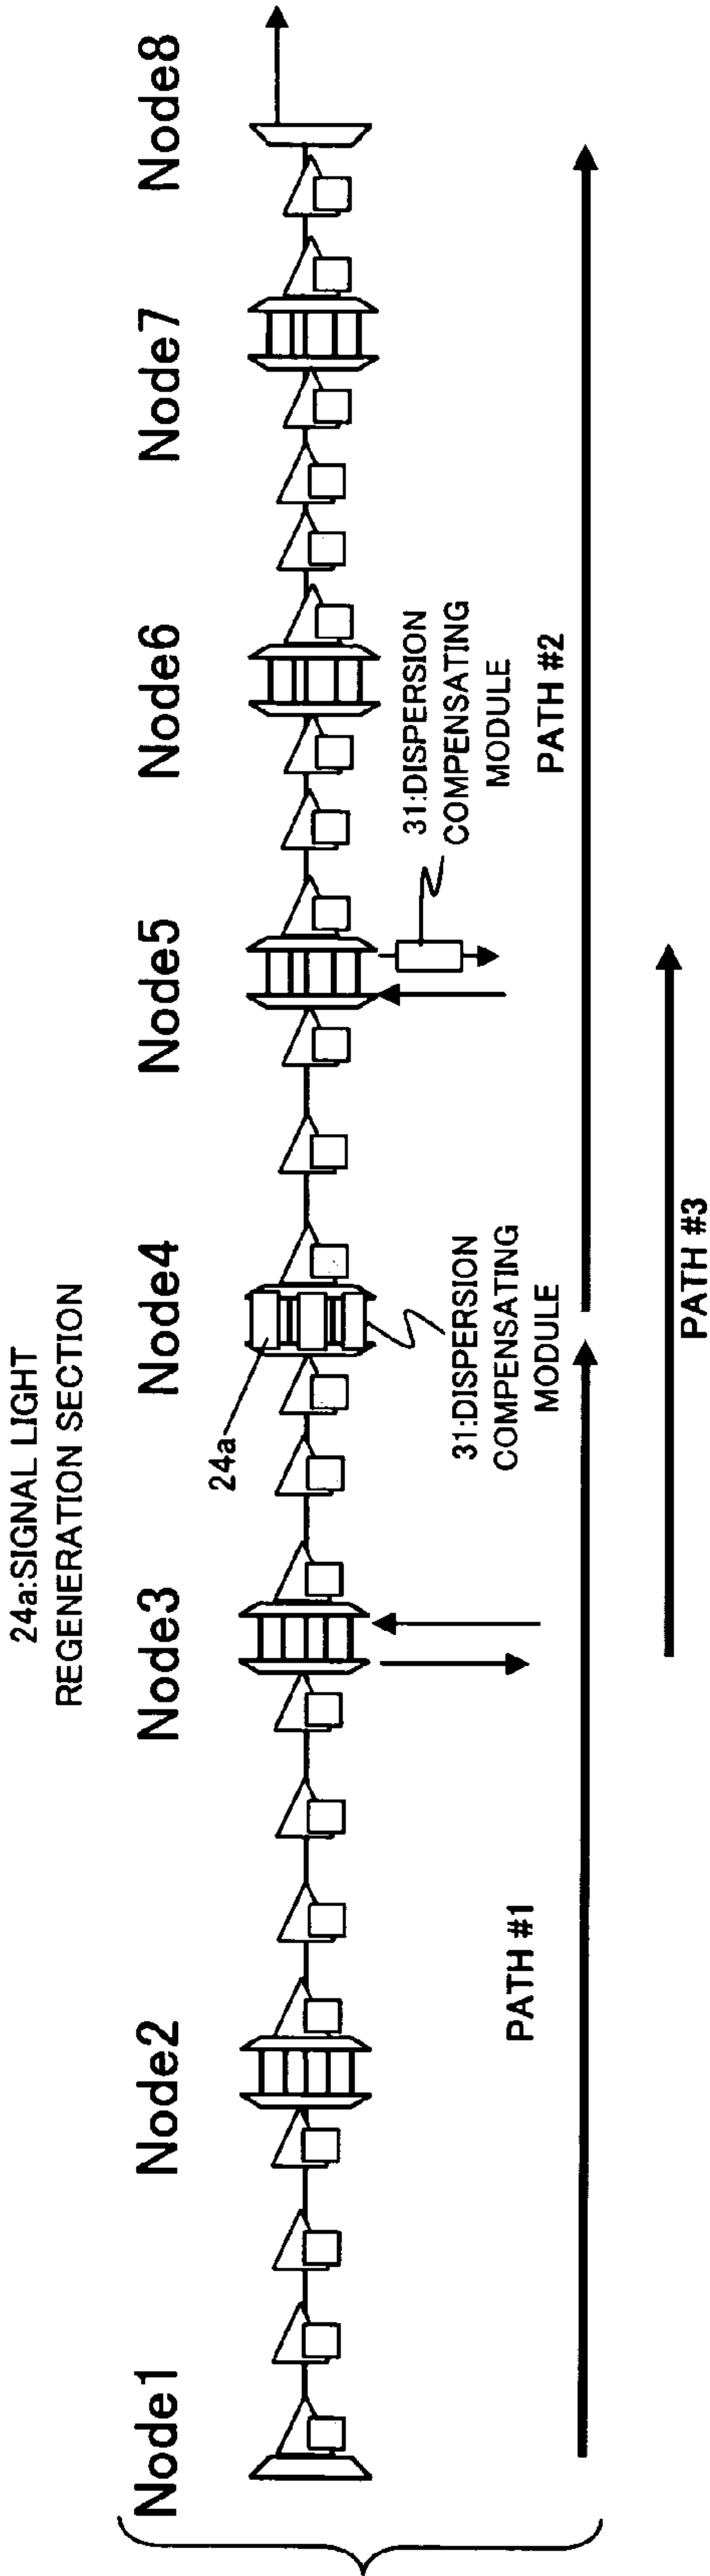 24a:SIGNAL LIGHT
REGENERATION SECTION
Node1
Node2
Node3
Node4
Node5
Node6
Node7
Node8
24a
31:DISPERSION
COMPENSATING
MODULE
31:DISPERSION
COMPENSATING
MODULE
PATH #1
PATH #2
PATH #3